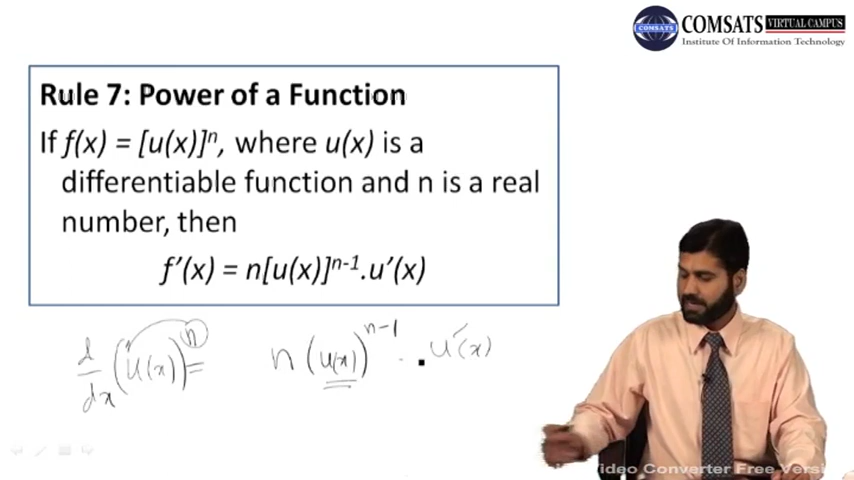 COMSATS VIRTUAL CAMPUS
COMSATS
Institute Of Information Technology
Rule 7: Power of a Function
If f(x) = [u(x)]ⁿ, where u(x) is a
differentiable function and n is a real
number, then
f′(x) = n[u(x)]ⁿ⁻¹.u′(x)
d/dx (u(x))ⁿ = n (u(x))ⁿ⁻¹ . u′(x)
Video Converter Free Versi